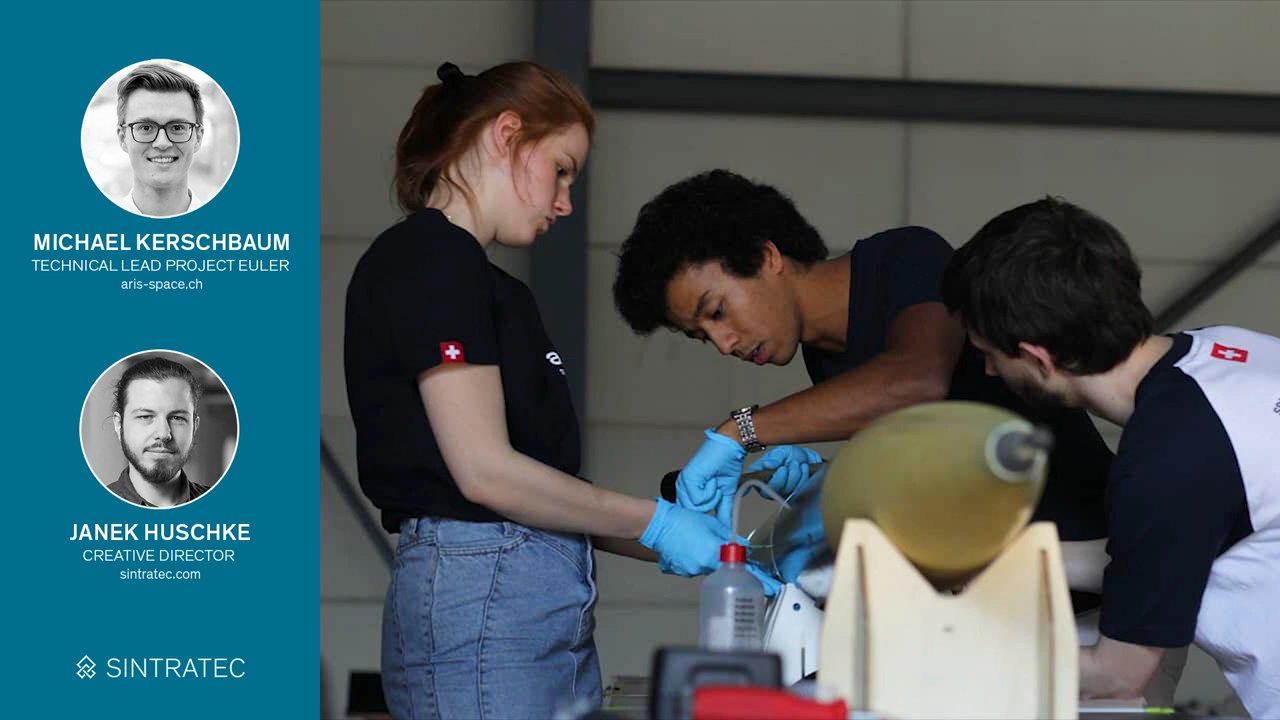 MICHAEL KERSCHBAUM
TECHNICAL LEAD PROJECT EULER
aris-space.ch
JANEK HUSCHKE
CREATIVE DIRECTOR
sintratec.com
SINTRATEC